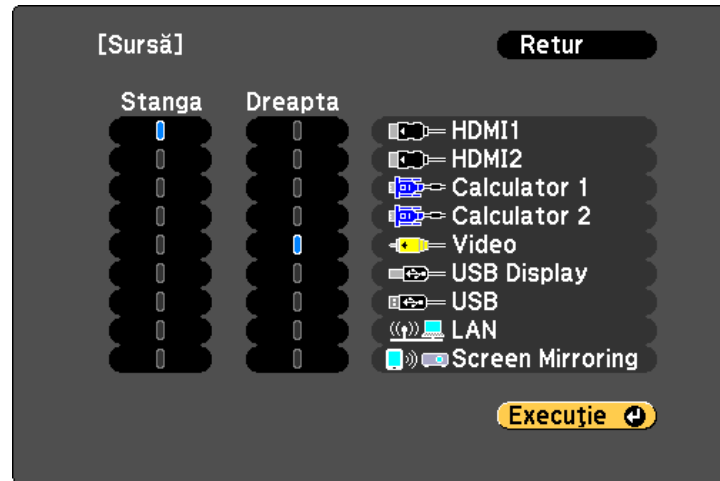 [Sursă] Retur
Stanga Dreapta
HDMI1
HDMI2
Calculator 1
Calculator 2
Video
USB Display
USB
LAN
Screen Mirroring
Execuţie